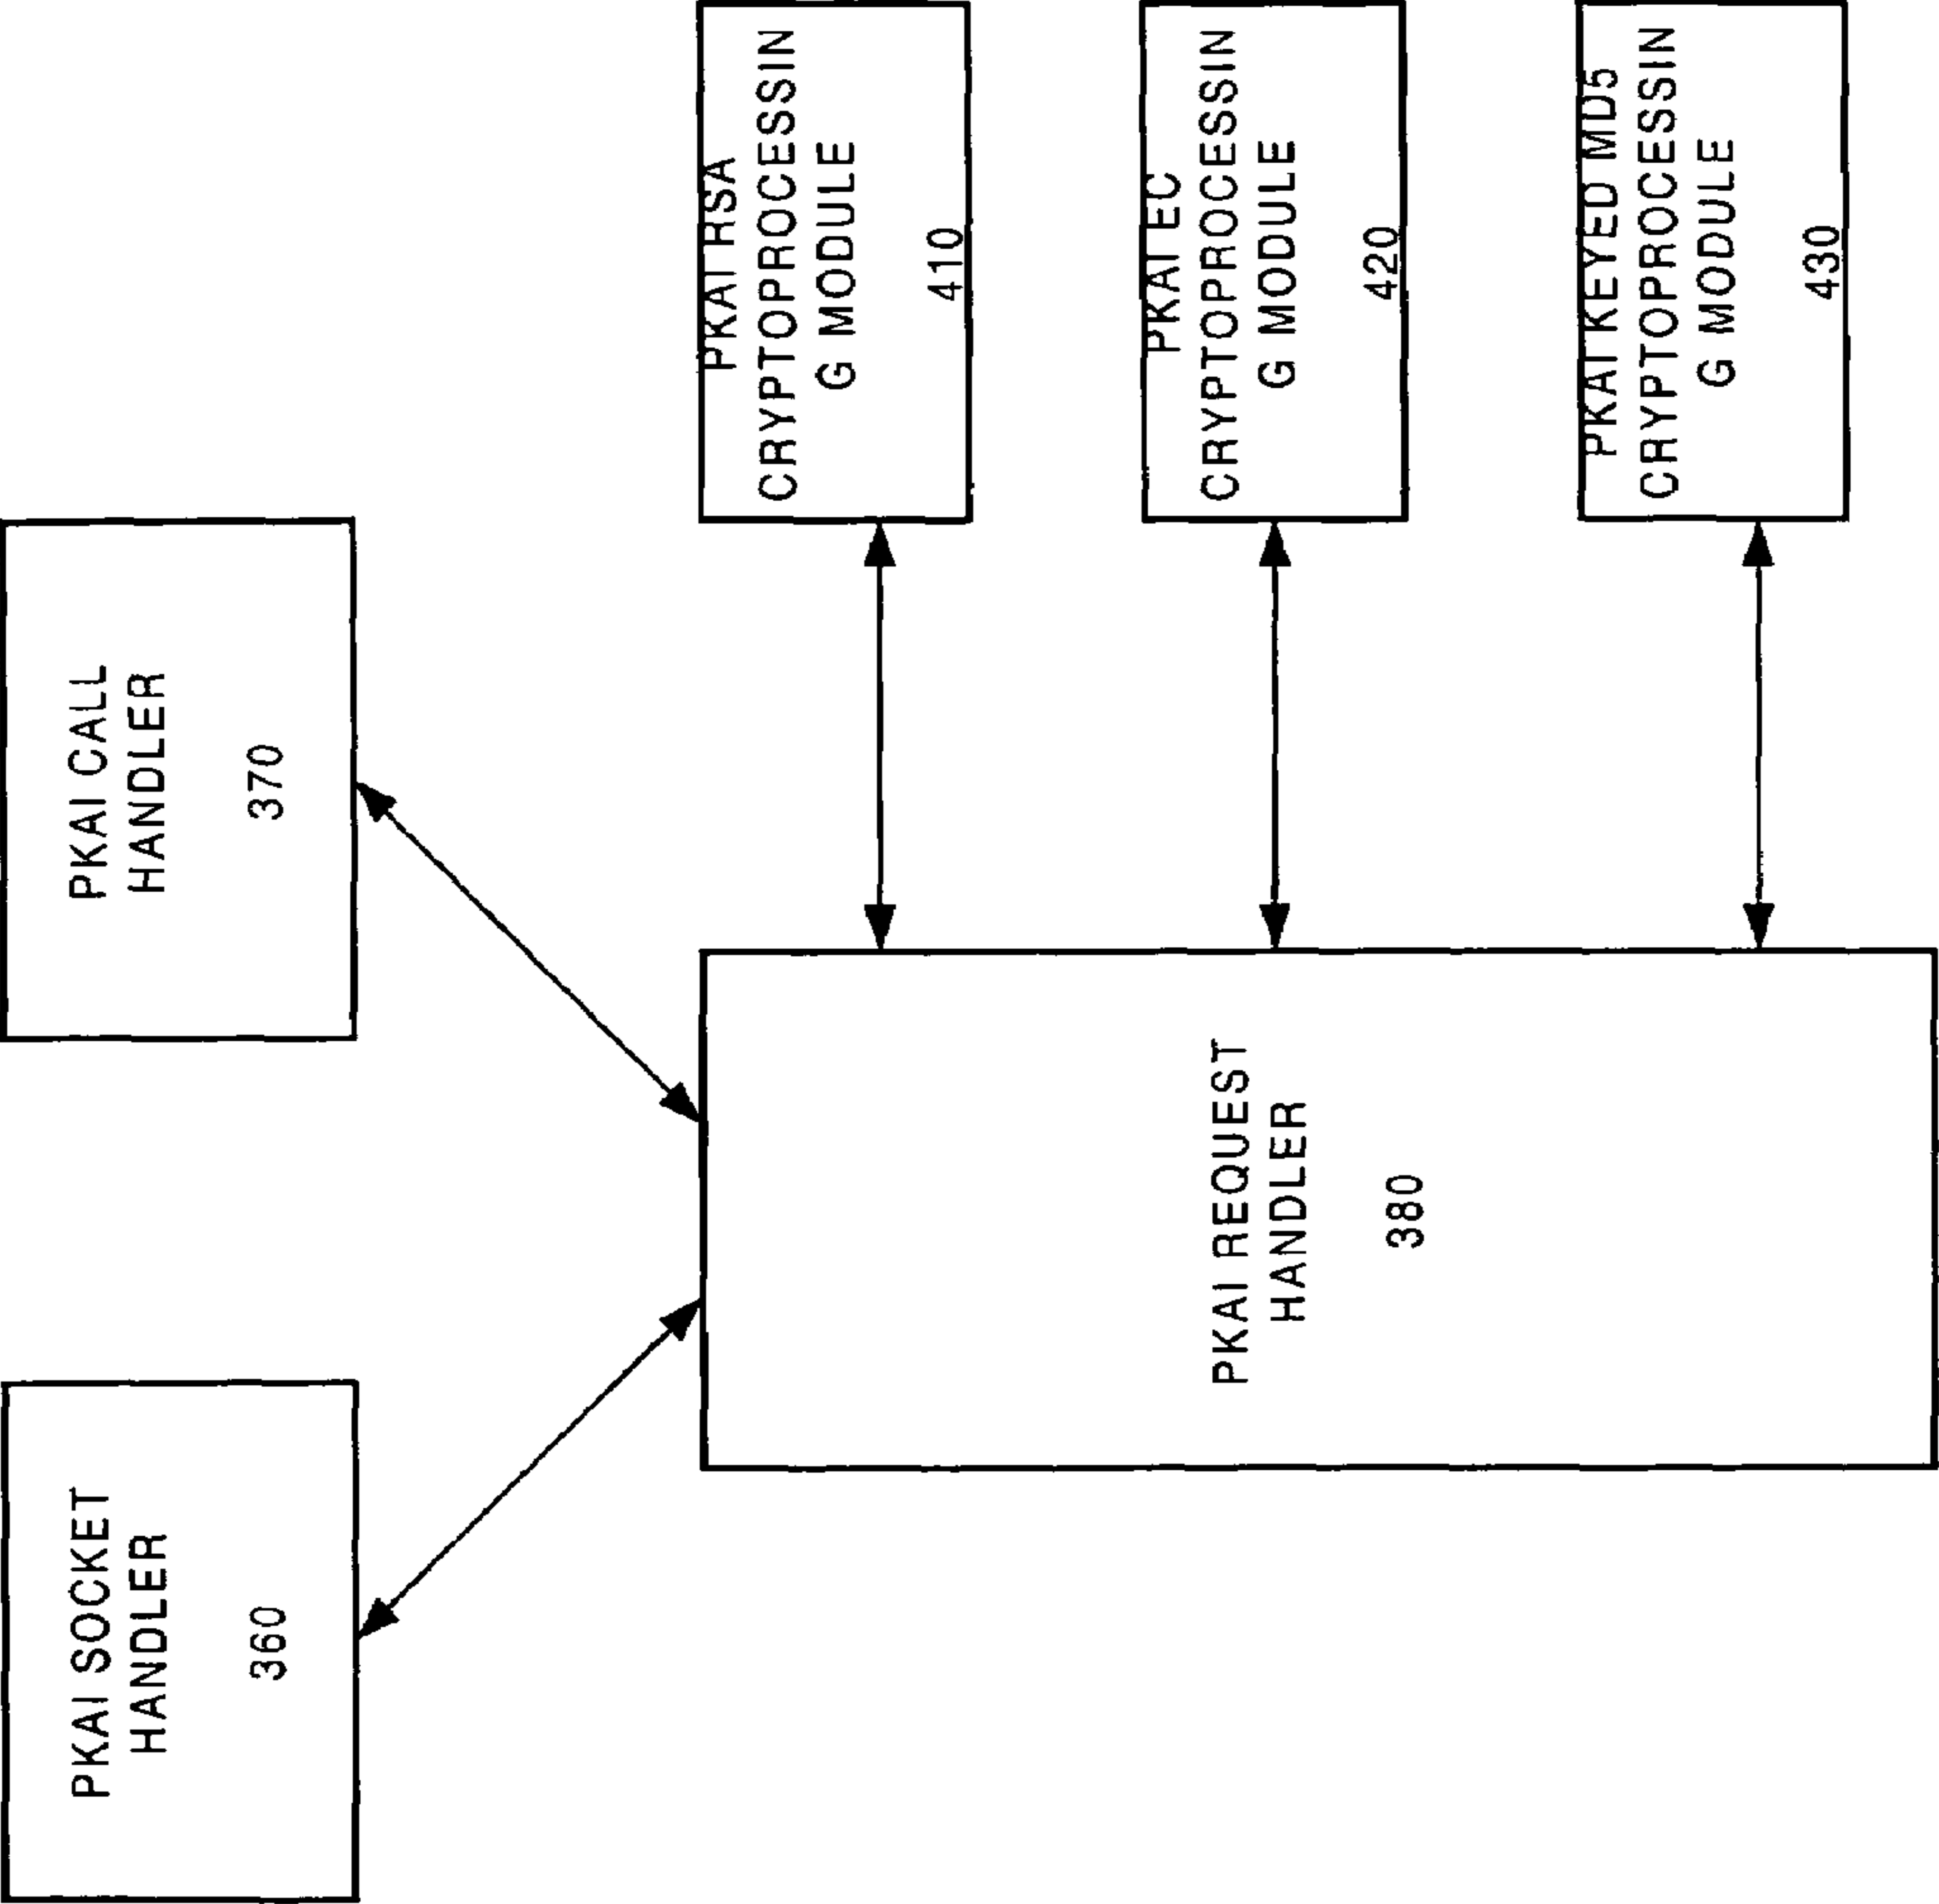 PKAI SOCKET
HANDLER
360
PKAI CALL
HANDLER
370
PKAI REQUEST
HANDLER
380
PKAI RSA
CRYPTOPROCESSIN
G MODULE
410
PKAI EC
CRYPTOPROCESSIN
G MODULE
420
PKAI KEYED MD5
CRYPTOPROCESSIN
G MODULE
430